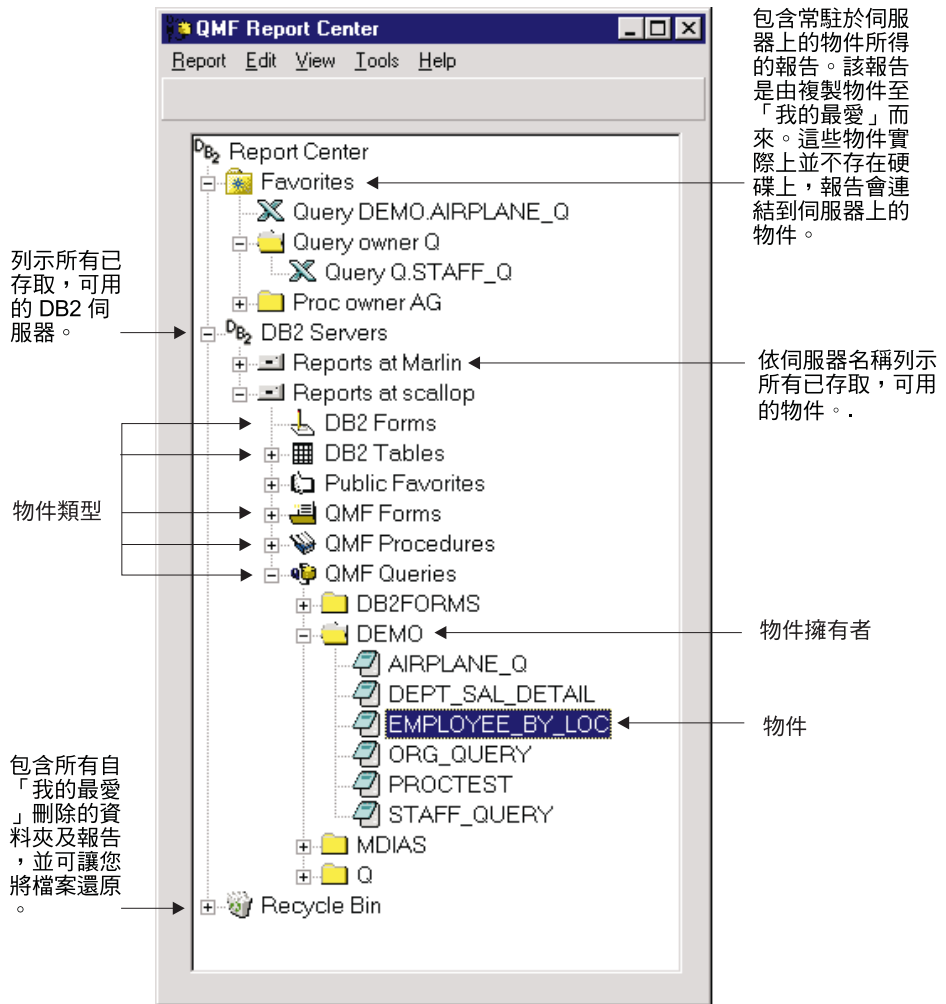 QMF Report Center
Report Edit View Tools Help
DB2 Report Center
Favorites
Query DEMO.AIRPLANE_Q
Query owner Q
Query Q.STAFF_Q
Proc owner AG
DB2 DB2 Servers
Reports at Marlin
Reports at scallop
DB2 Forms
DB2 Tables
Public Favorites
QMF Forms
QMF Procedures
QMF Queries
DB2FORMS
DEMO
AIRPLANE_Q
DEPT_SAL_DETAIL
EMPLOYEE_BY_LOC
ORG_QUERY
PROCTEST
STAFF_QUERY
MDIAS
Q
Recycle Bin
列示所有已
存取，可用
的 DB2 伺
服器。
物件類型
包含所有自
「我的最愛
」刪除的資
料夾及報告
，並可讓您
將檔案還原
。
包含常駐於伺服
器上的物件所得
的報告。該報告
是由複製物件至
「我的最愛」而
來。這些物件實
際上並不存在硬
碟上，報告會連
結到伺服器上的
物件。
依伺服器名稱列示
所有已存取，可用
的物件。.
物件擁有者
物件